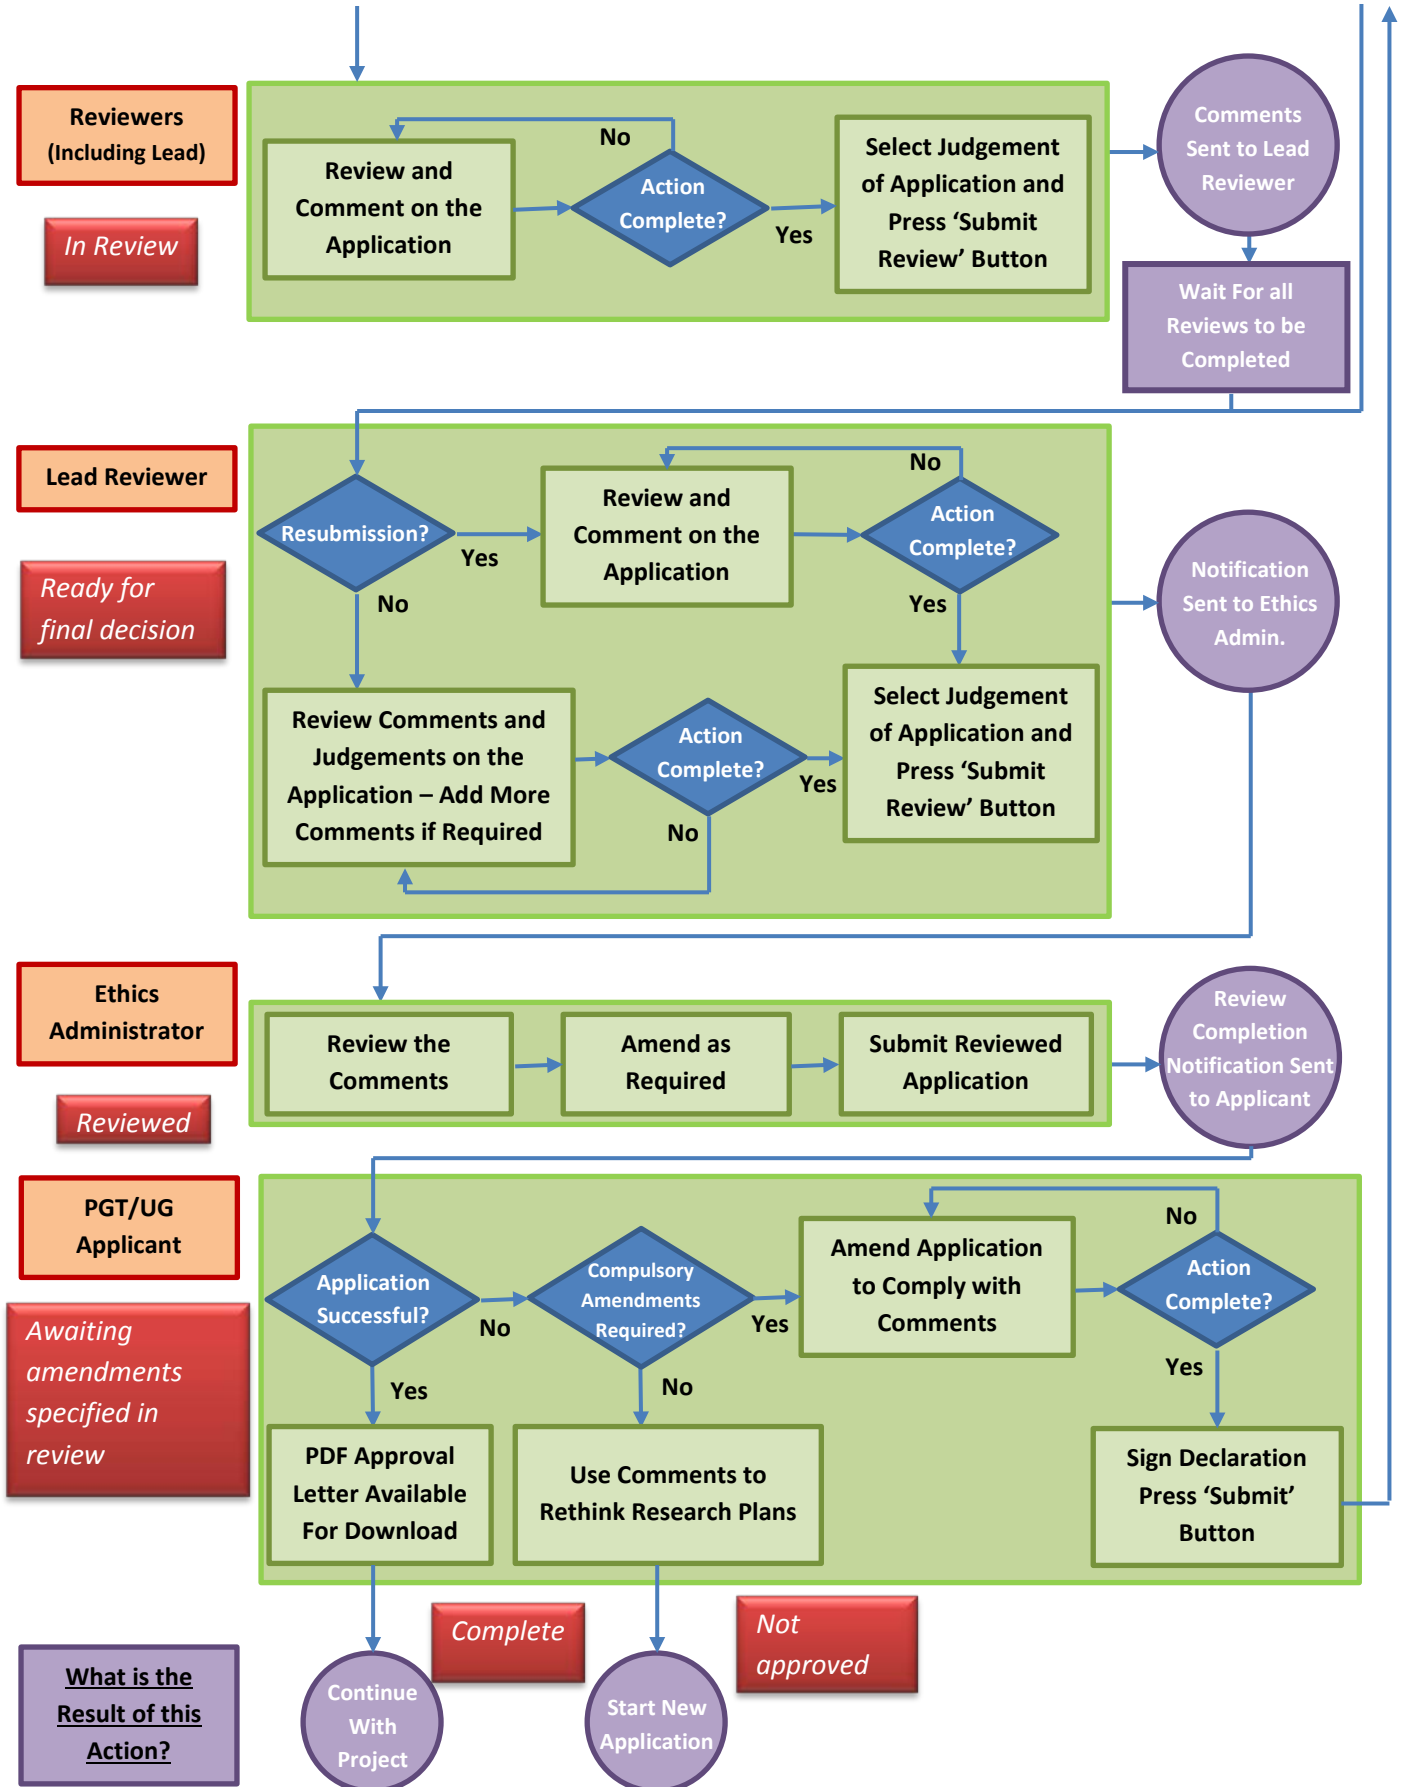 Reviewers
(Including Lead)
In Review
Review and
Comment on the
Application
No
Action
Complete?
Yes
Select Judgement
of Application and
Press ‘Submit
Review’ Button
Comments
Sent to Lead
Reviewer
Wait For all
Reviews to be
Completed
Lead Reviewer
Ready for
final decision
Resubmission?
Yes
No
Review and
Comment on the
Application
No
Action
Complete?
Yes
Review Comments and
Judgements on the
Application – Add More
Comments if Required
Action
Complete?
Yes
No
Select Judgement
of Application and
Press ‘Submit
Review’ Button
Notification
Sent to Ethics
Admin.
Ethics
Administrator
Reviewed
Review the
Comments
Amend as
Required
Submit Reviewed
Application
Review
Completion
Notification Sent
to Applicant
PGT/UG
Applicant
Awaiting
amendments
specified in
review
Application
Successful?
No
Yes
Compulsory
Amendments
Required?
Yes
No
Amend Application
to Comply with
Comments
No
Action
Complete?
Yes
PDF Approval
Letter Available
For Download
Use Comments to
Rethink Research Plans
Sign Declaration
Press ‘Submit’
Button
Complete
Not
approved
What is the
Result of this
Action?
Continue
With
Project
Start New
Application